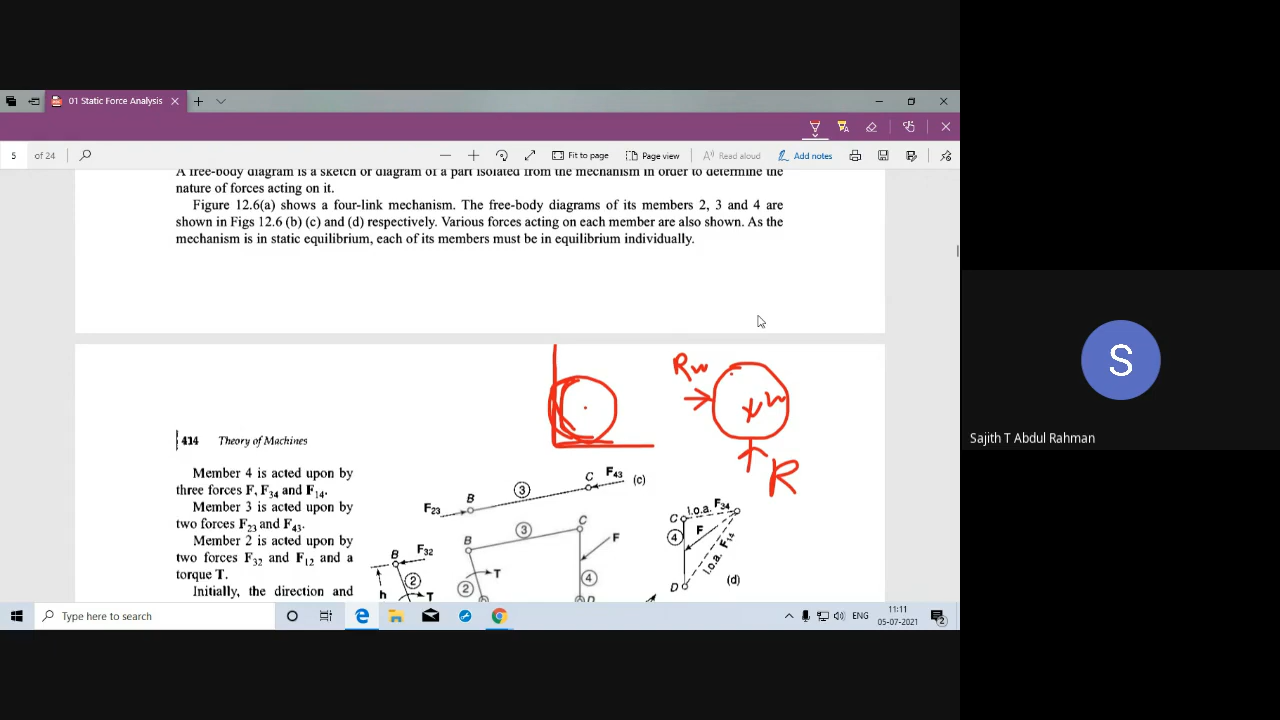 01 Static Force Analysis
5 of 24
Fit to page
Page view
Read aloud
Add notes
A free-body diagram is a sketch or diagram of a part isolated from the mechanism in order to determine the
nature of forces acting on it.
Figure 12.6(a) shows a four-link mechanism. The free-body diagrams of its members 2, 3 and 4 are
shown in Figs 12.6 (b) (c) and (d) respectively. Various forces acting on each member are also shown. As the
mechanism is in static equilibrium, each of its members must be in equilibrium individually.
Rw
w
R
414 Theory of Machines
Member 4 is acted upon by
three forces F, F34 and F14.
Member 3 is acted upon by
two forces F23 and F43.
Member 2 is acted upon by
two forces F32 and F12 and a
torque T.
Initially, the direction and
F23
B
3
C
F43
(c)
B
3
C
F
2
T
4
D
B
F32
2
h
T
C
l.o.a. F34
4
F
l.o.a. F14
D
(d)
S
Sajith T Abdul Rahman
Type here to search
ENG
11:11
05-07-2021
2